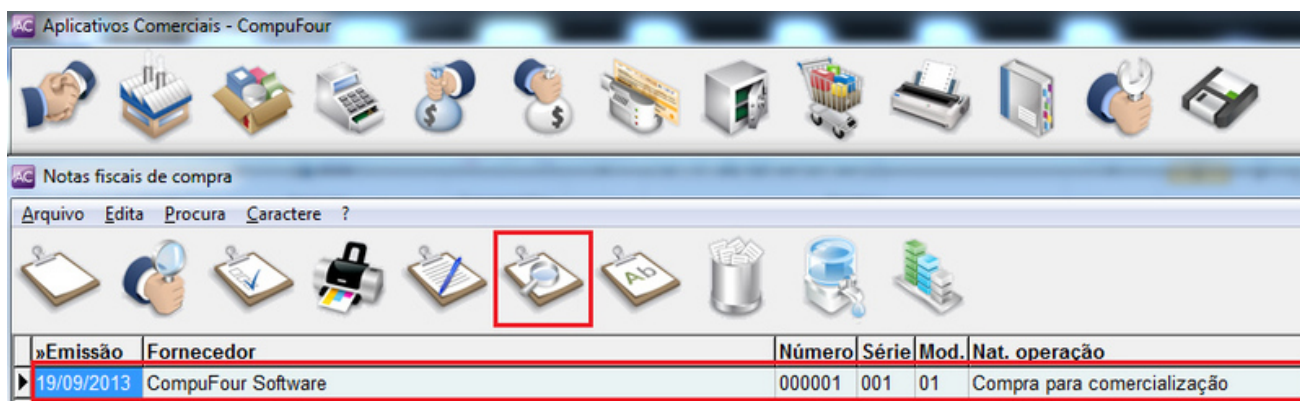 AC Aplicativos Comerciais - CompuFour
AC Notas fiscais de compra
Arquivo Edita Procura Caractere ?
Ab
»Emissão Fornecedor Número Série Mod. Nat. operação
19/09/2013 CompuFour Software 000001 001 01 Compra para comercialização